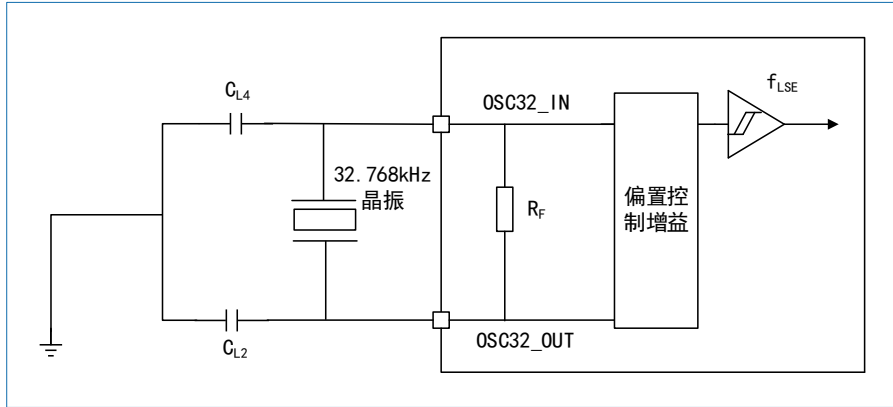 f_LSE
C_L4
OSC32_IN
32.768kHz
晶振
R_F
偏置控
制增益
C_L2
OSC32_OUT